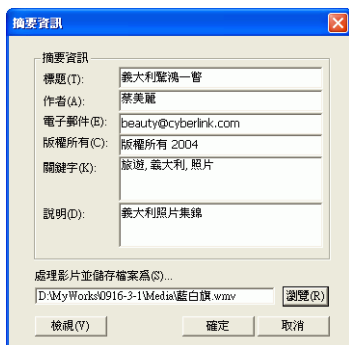 摘要資訊
摘要資訊
標題(T): 義大利驚鴻一瞥
作者(A): 蔡美麗
電子郵件(E): beauty@cyberlink.com
版權所有(C): 版權所有 2004
關鍵字(K): 旅遊, 義大利, 照片
說明(D): 義大利照片集錦
處理影片並儲存檔案為(S)...
D:\MyWorks\0916-3-1\Media\藍白旗.wmv 瀏覽(R)
檢視(V) 確定 取消